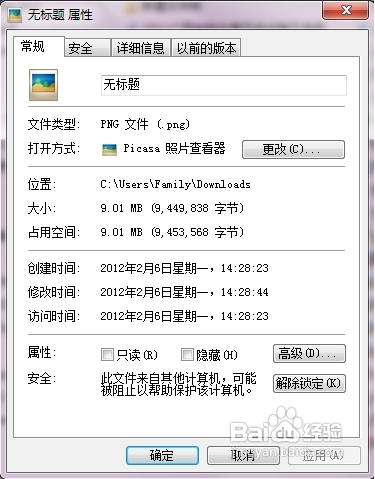 无标题 属性
常规 安全 详细信息 以前的版本
无标题
文件类型: PNG 文件 (.png)
打开方式: Picasa 照片查看器 更改(C)...
位置: C:\Users\Family\Downloads
大小: 9.01 MB (9,449,838 字节)
占用空间: 9.01 MB (9,453,568 字节)
创建时间: 2012年2月6日星期一，14:28:23
修改时间: 2012年2月6日星期一，14:28:44
访问时间: 2012年2月6日星期一，14:28:23
属性: 只读(R) 隐藏(H) 高级(D)...
安全: 此文件来自其他计算机，可能
被阻止以帮助保护该计算机。 解除锁定(K)
Baidu经验
jingyan.baidu.com
确定 取消 应用(A)